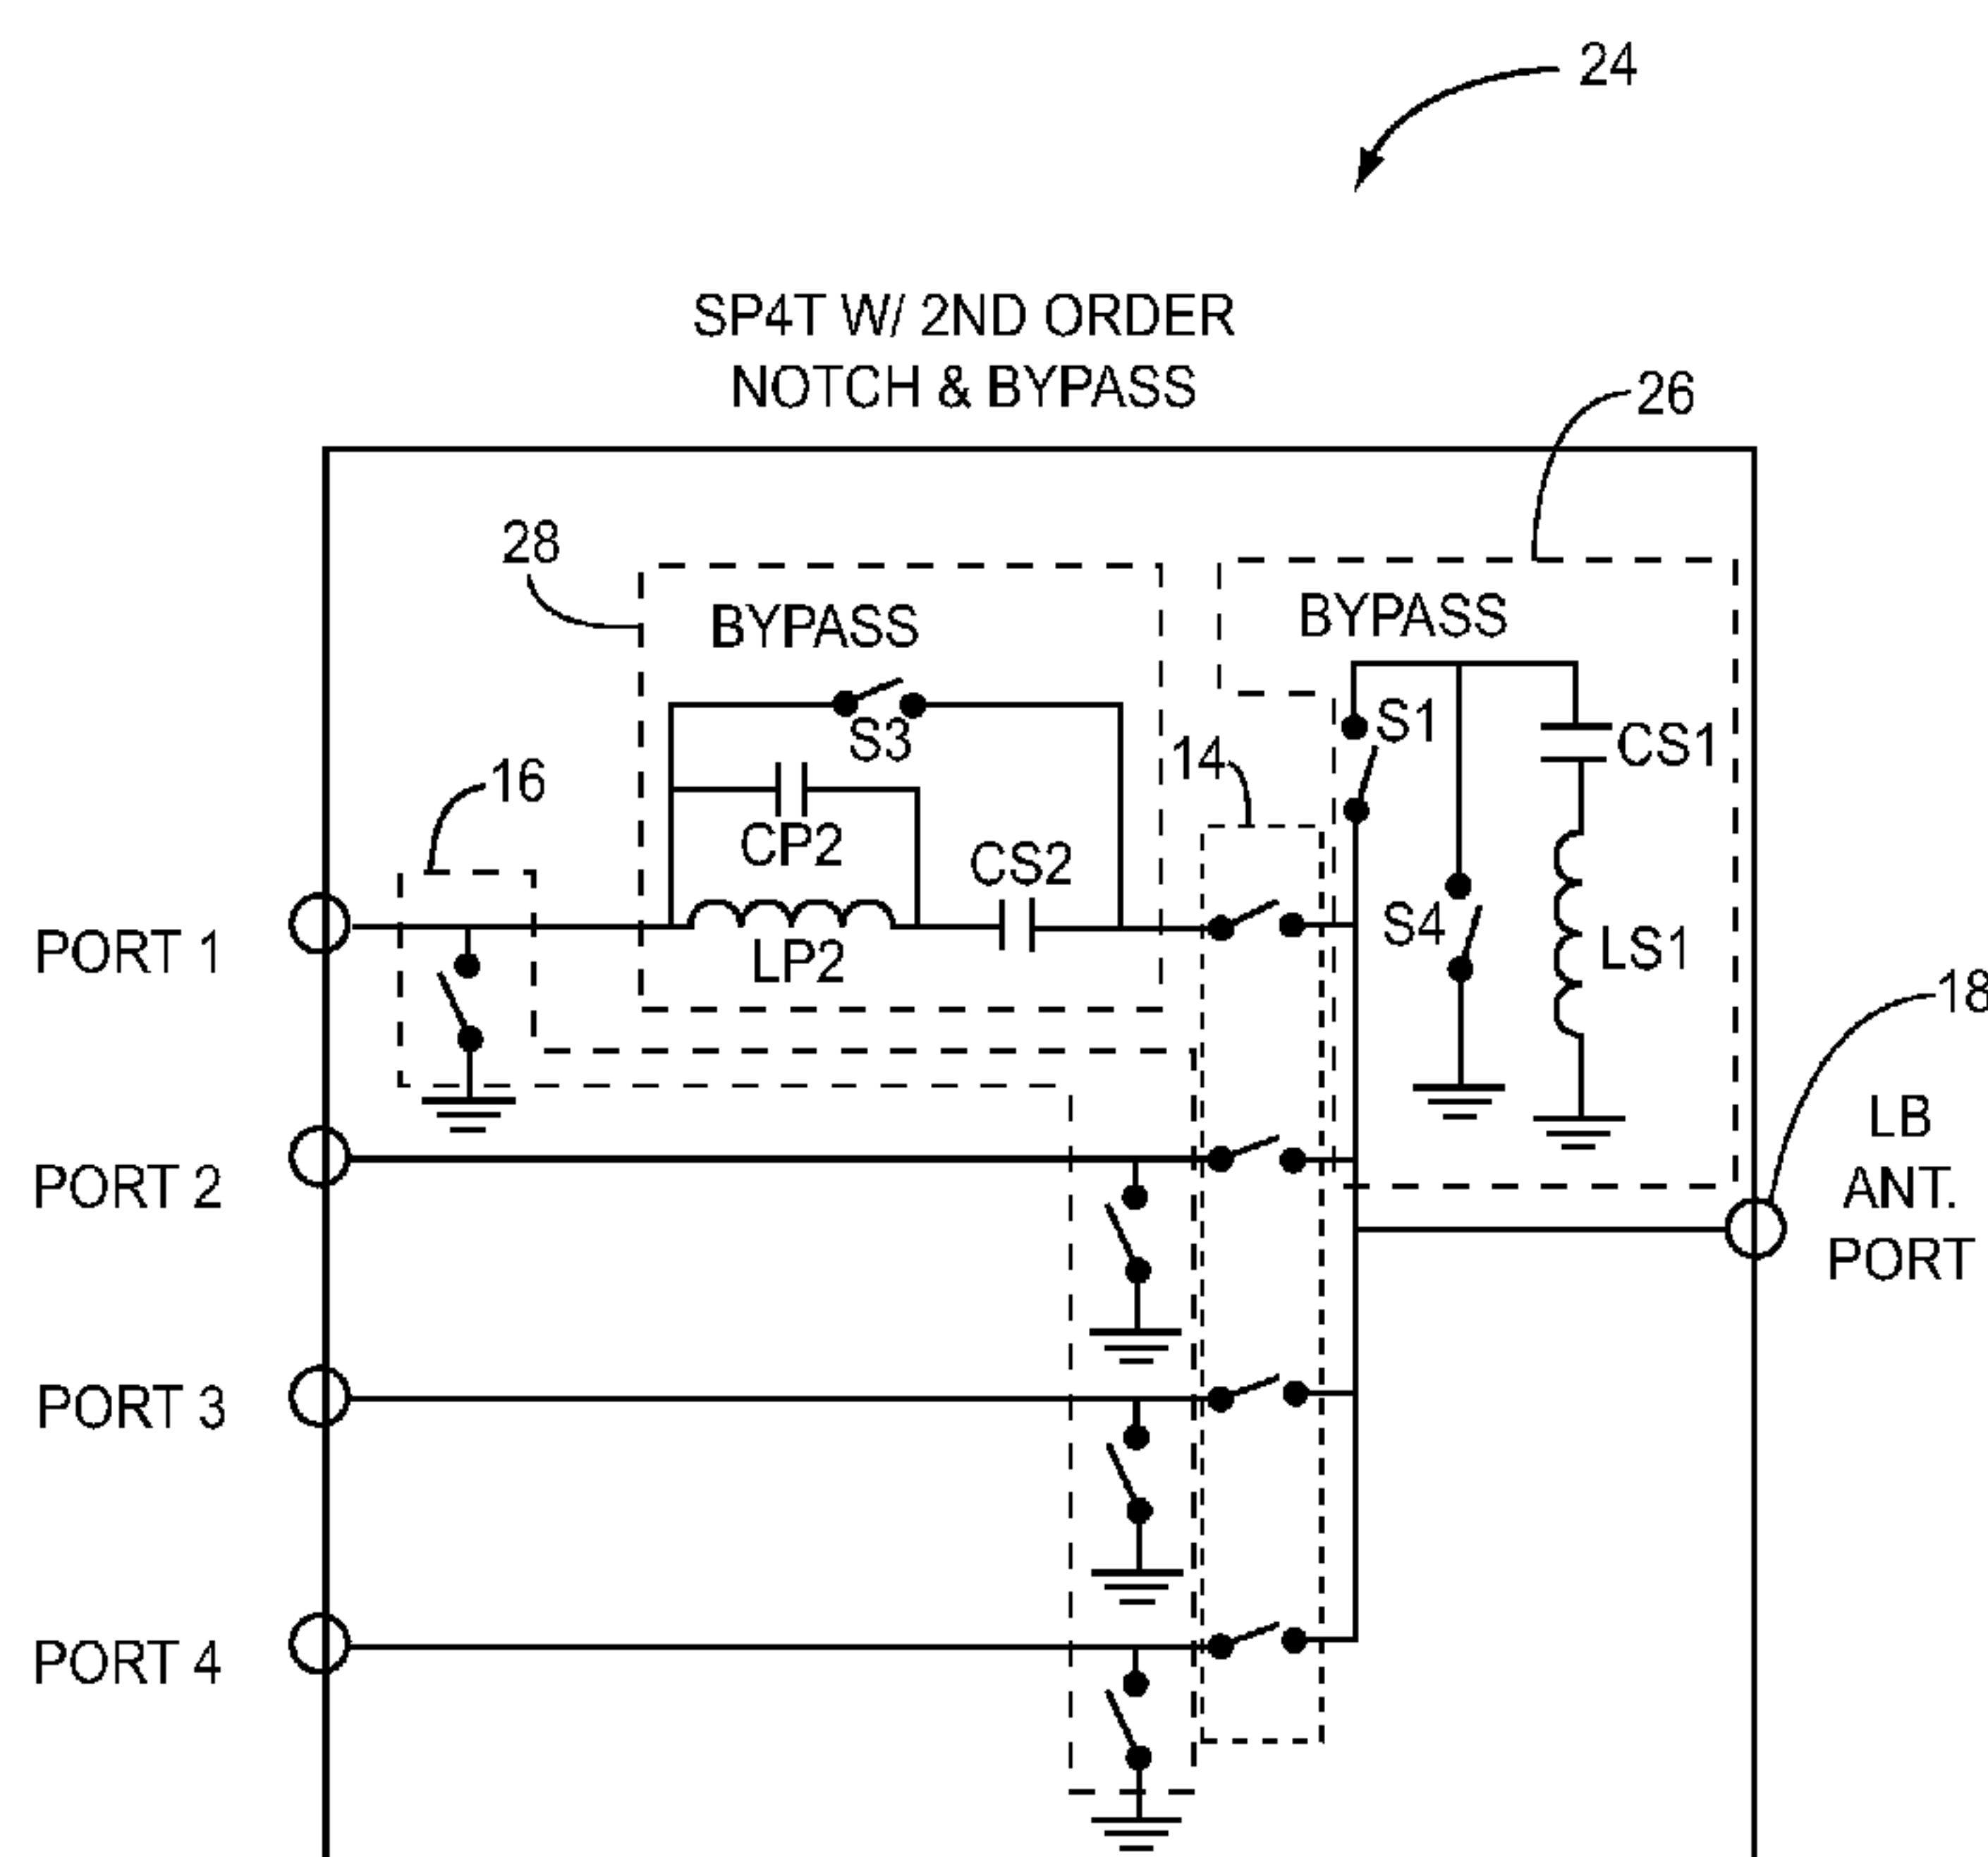 24
SP4T W/ 2ND ORDER
NOTCH & BYPASS
26
28
BYPASS
BYPASS
S3
14
S1
CS1
16
CP2
CS2
LP2
S4
LS1
PORT 1
18
LB
ANT.
PORT
PORT 2
PORT 3
PORT 4